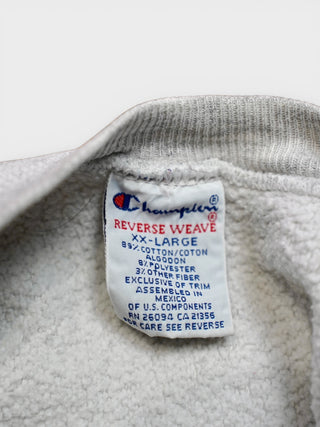 Champion®
REVERSE WEAVE®
XX-LARGE
89% COTTON/COTON
ALGODON
8% POLYESTER
3% OTHER FIBER
EXCLUSIVE OF TRIM
ASSEMBLED IN
MEXICO
OF U.S. COMPONENTS
RN 26094 CA 21356
FOR CARE SEE REVERSE